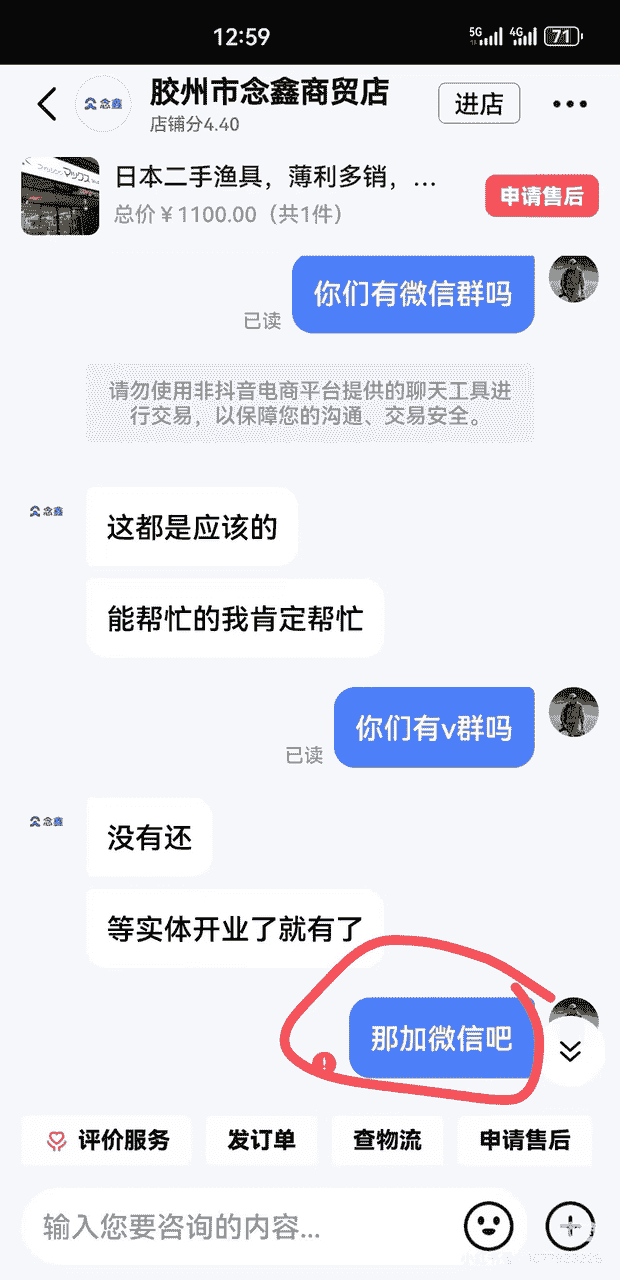 12:59
5G
4G
71
念鑫
胶州市念鑫商贸店
店铺分4.40
进店
マックス
日本二手渔具，薄利多销，...
总价￥1100.00（共1件）
申请售后
你们有微信群吗
已读
请勿使用非抖音电商平台提供的聊天工具进
行交易，以保障您的沟通、交易安全。
念鑫
这都是应该的
能帮忙的我肯定帮忙
你们有v群吗
已读
念鑫
没有还
等实体开业了就有了
那加微信吧
评价服务
发订单
查物流
申请售后
输入您要咨询的内容...